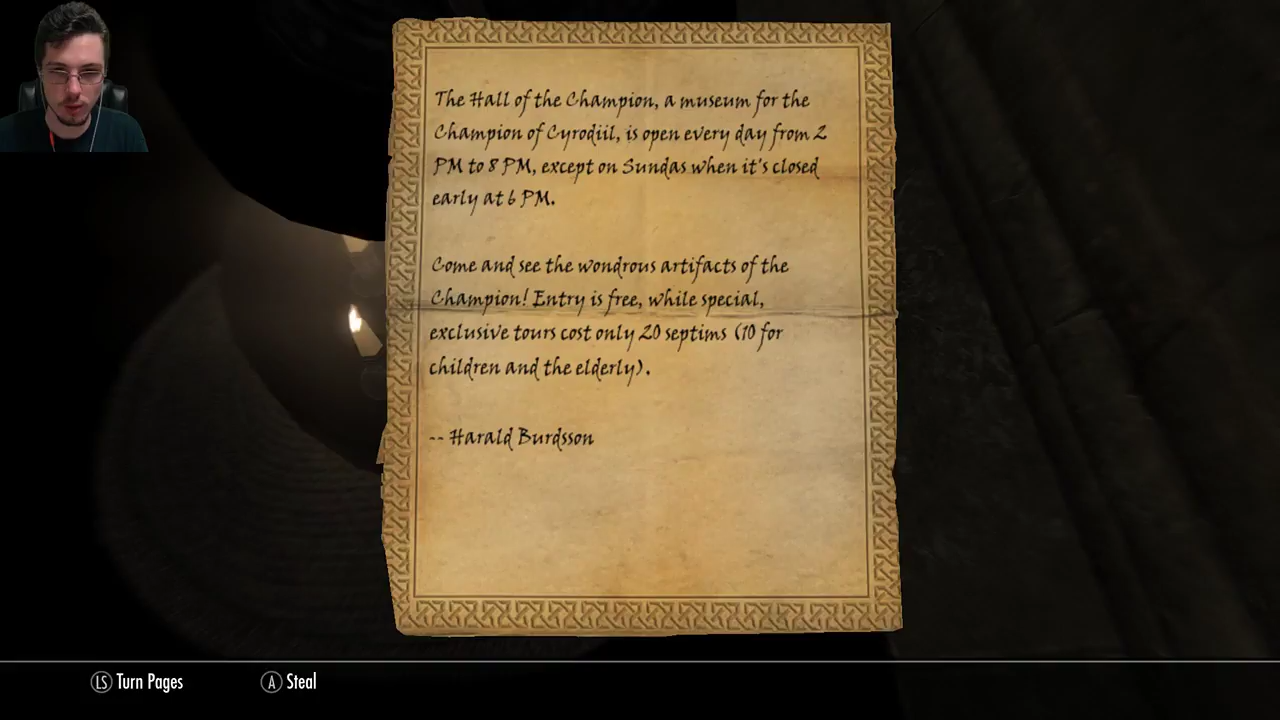 The Hall of the Champion, a museum for the
Champion of Cyrodiil, is open every day from 2
PM to 8 PM, except on Sundas when it's closed
early at 6 PM.
Come and see the wondrous artifacts of the
Champion! Entry is free, while special,
exclusive tours cost only 20 septims (10 for
children and the elderly).
-- Harald Burdsson
LS Turn Pages
A Steal